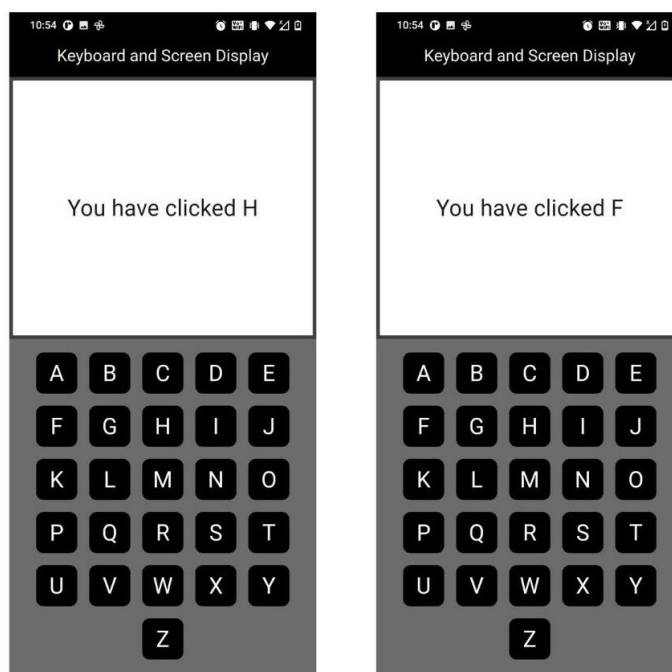 10:54
Keyboard and Screen Display
You have clicked H
A B C D E
F G H I J
K L M N O
P Q R S T
U V W X Y
Z
10:54
Keyboard and Screen Display
You have clicked F
A B C D E
F G H I J
K L M N O
P Q R S T
U V W X Y
Z